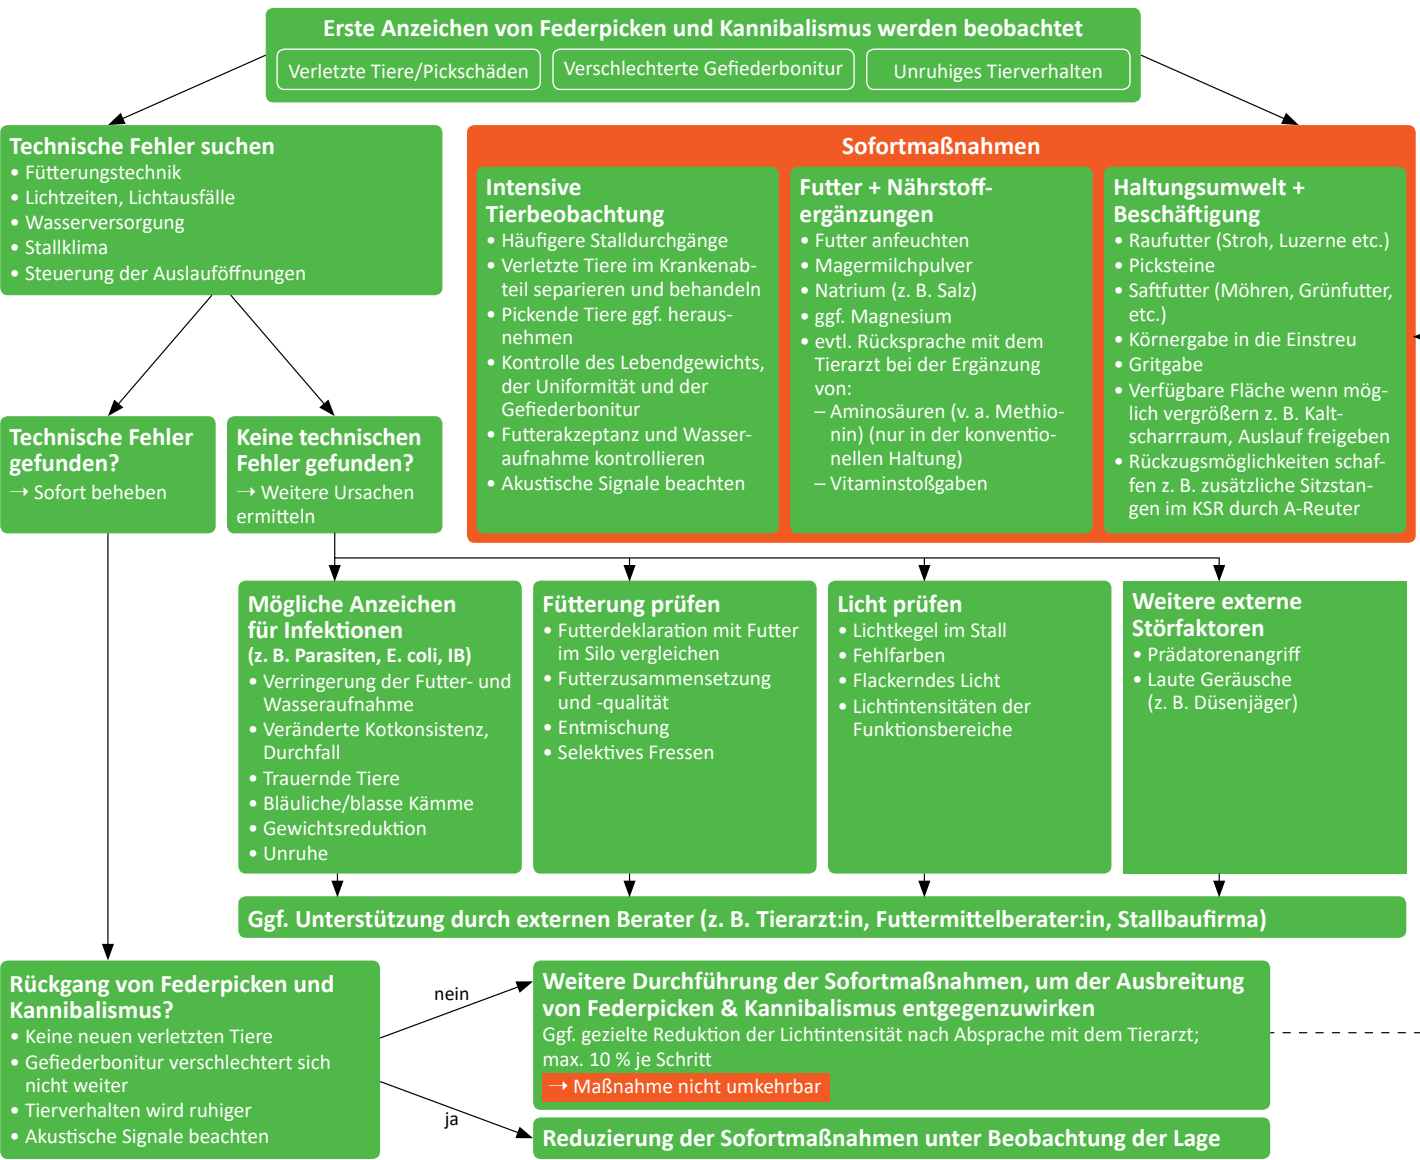 Erste Anzeichen von Federpicken und Kannibalismus werden beobachtet
Verletzte Tiere/Pickschäden
Verschlechterte Gefiederbonitur
Unruhiges Tierverhalten
Technische Fehler suchen
• Fütterungstechnik
• Lichtzeiten, Lichtausfälle
• Wasserversorgung
• Stallklima
• Steuerung der Auslauföffnungen
Sofortmaßnahmen
Intensive
Tierbeobachtung
• Häufigere Stalldurchgänge
• Verletzte Tiere im Krankenab-
teil separieren und behandeln
• Pickende Tiere ggf. heraus-
nehmen
• Kontrolle des Lebendgewichts,
der Uniformität und der
Gefiederbonitur
• Futterakzeptanz und Wasser-
aufnahme kontrollieren
• Akustische Signale beachten
Futter + Nährstoff-
ergänzungen
• Futter anfeuchten
• Magermilchpulver
• Natrium (z. B. Salz)
• ggf. Magnesium
• evtl. Rücksprache mit dem
Tierarzt bei der Ergänzung
von:
– Aminosäuren (v. a. Methio-
nin) (nur in der konventio-
nellen Haltung)
– Vitaminstoßgaben
Haltungsumwelt +
Beschäftigung
• Raufutter (Stroh, Luzerne etc.)
• Picksteine
• Saftfutter (Möhren, Grünfutter,
etc.)
• Körnergabe in die Einstreu
• Gritgabe
• Verfügbare Fläche wenn mög-
lich vergrößern z. B. Kalt-
scharrraum, Auslauf freigeben
• Rückzugsmöglichkeiten schaf-
fen z. B. zusätzliche Sitzstan-
gen im KSR durch A-Reuter
Technische Fehler
gefunden?
→ Sofort beheben
Keine technischen
Fehler gefunden?
→ Weitere Ursachen
ermitteln
Mögliche Anzeichen
für Infektionen
(z. B. Parasiten, E. coli, IB)
• Verringerung der Futter- und
Wasseraufnahme
• Veränderte Kotkonsistenz,
Durchfall
• Trauernde Tiere
• Bläuliche/blasse Kämme
• Gewichtsreduktion
• Unruhe
Fütterung prüfen
• Futterdeklaration mit Futter
im Silo vergleichen
• Futterzusammensetzung
und -qualität
• Entmischung
• Selektives Fressen
Licht prüfen
• Lichtkegel im Stall
• Fehlfarben
• Flackerndes Licht
• Lichtintensitäten der
Funktionsbereiche
Weitere externe
Störfaktoren
• Prädatorenangriff
• Laute Geräusche
(z. B. Düsenjäger)
Ggf. Unterstützung durch externen Berater (z. B. Tierarzt:in, Futtermittelberater:in, Stallbaufirma)
Rückgang von Federpicken und
Kannibalismus?
• Keine neuen verletzten Tiere
• Gefiederbonitur verschlechtert sich
nicht weiter
• Tierverhalten wird ruhiger
• Akustische Signale beachten
nein
Weitere Durchführung der Sofortmaßnahmen, um der Ausbreitung
von Federpicken & Kannibalismus entgegenzuwirken
Ggf. gezielte Reduktion der Lichtintensität nach Absprache mit dem Tierarzt;
max. 10 % je Schritt
→ Maßnahme nicht umkehrbar
ja
Reduzierung der Sofortmaßnahmen unter Beobachtung der Lage